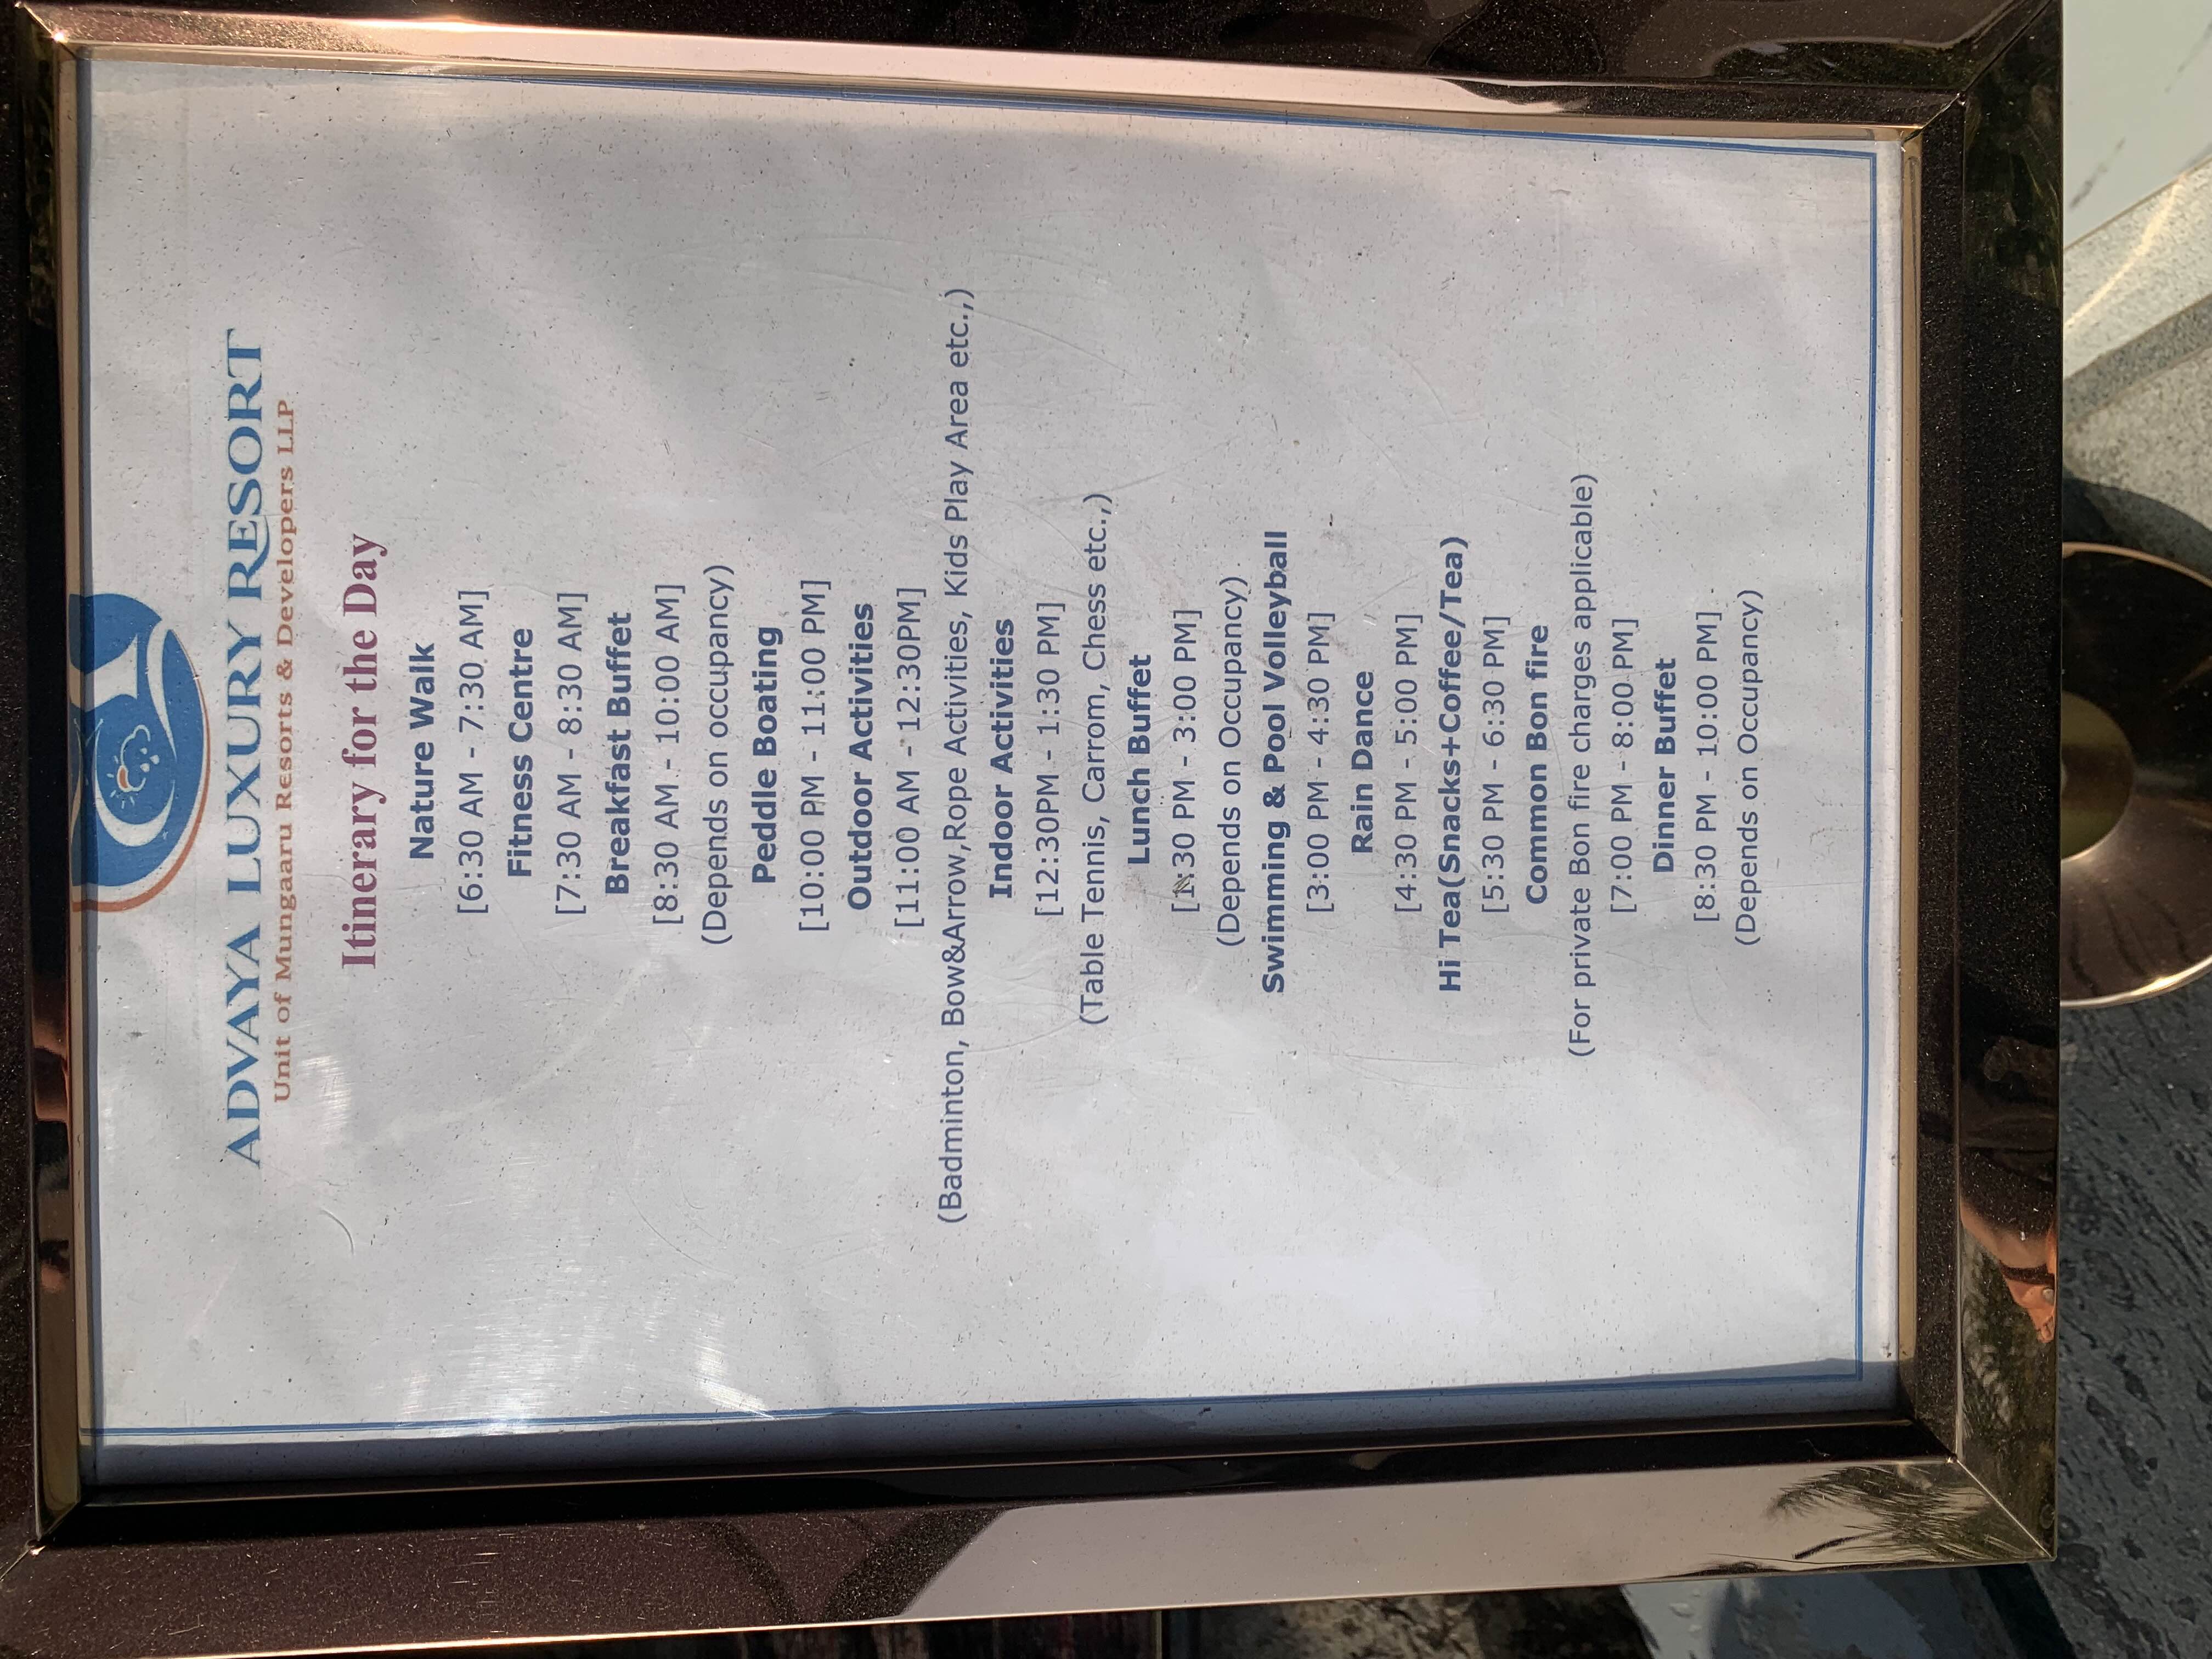 ADVAYA LUXURY RESORT
Unit of Mungaaru Resorts & Developers LLP
Itinerary for the Day
Nature Walk
[6:30 AM - 7:30 AM]
Fitness Centre
[7:30 AM - 8:30 AM]
Breakfast Buffet
[8:30 AM - 10:00 AM]
(Depends on occupancy)
Peddle Boating
[10:00 PM - 11:00 PM]
Outdoor Activities
[11:00 AM - 12:30PM]
(Badminton, Bow&Arrow,Rope Activities, Kids Play Area etc.,)
Indoor Activities
[12:30PM - 1:30 PM]
(Table Tennis, Carrom, Chess etc.,)
Lunch Buffet
[1:30 PM - 3:00 PM]
(Depends on Occupancy)
Swimming & Pool Volleyball
[3:00 PM - 4:30 PM]
Rain Dance
[4:30 PM - 5:00 PM]
Hi Tea(Snacks+Coffee/Tea)
[5:30 PM - 6:30 PM]
Common Bon fire
(For private Bon fire charges applicable)
[7:00 PM - 8:00 PM]
Dinner Buffet
[8:30 PM - 10:00 PM]
(Depends on Occupancy)